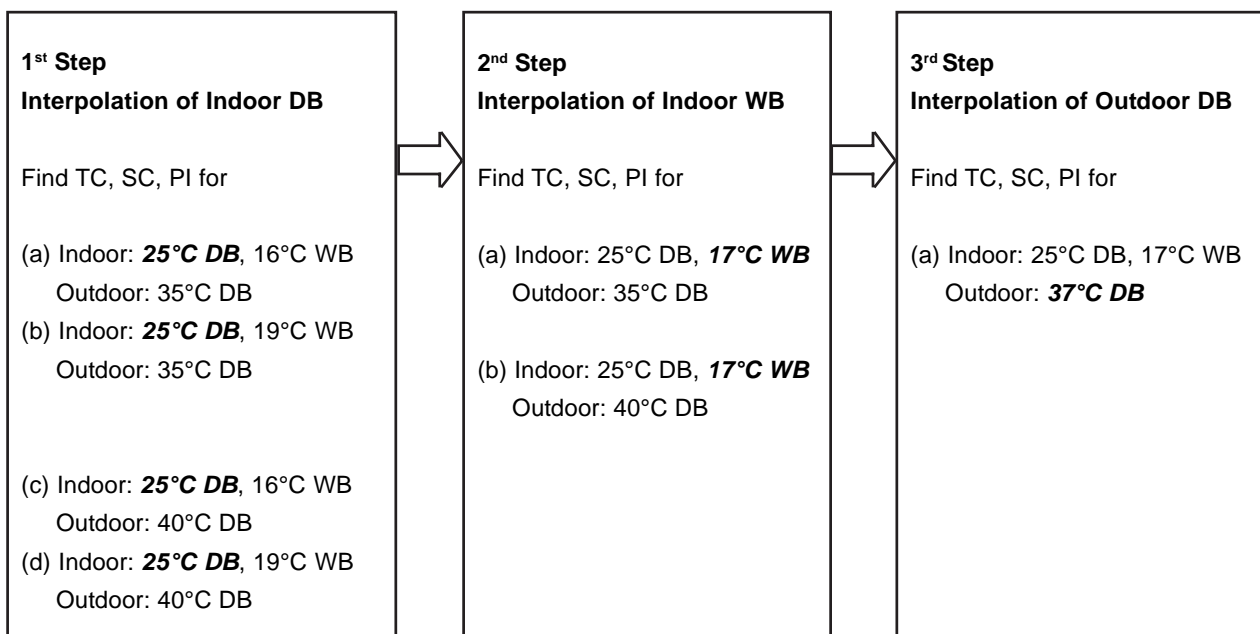 1st Step
Interpolation of Indoor DB
Find TC, SC, PI for
(a) Indoor: 25°C DB, 16°C WB
Outdoor: 35°C DB
(b) Indoor: 25°C DB, 19°C WB
Outdoor: 35°C DB
(c) Indoor: 25°C DB, 16°C WB
Outdoor: 40°C DB
(d) Indoor: 25°C DB, 19°C WB
Outdoor: 40°C DB
2nd Step
Interpolation of Indoor WB
Find TC, SC, PI for
(a) Indoor: 25°C DB, 17°C WB
Outdoor: 35°C DB
(b) Indoor: 25°C DB, 17°C WB
Outdoor: 40°C DB
3rd Step
Interpolation of Outdoor DB
Find TC, SC, PI for
(a) Indoor: 25°C DB, 17°C WB
Outdoor: 37°C DB